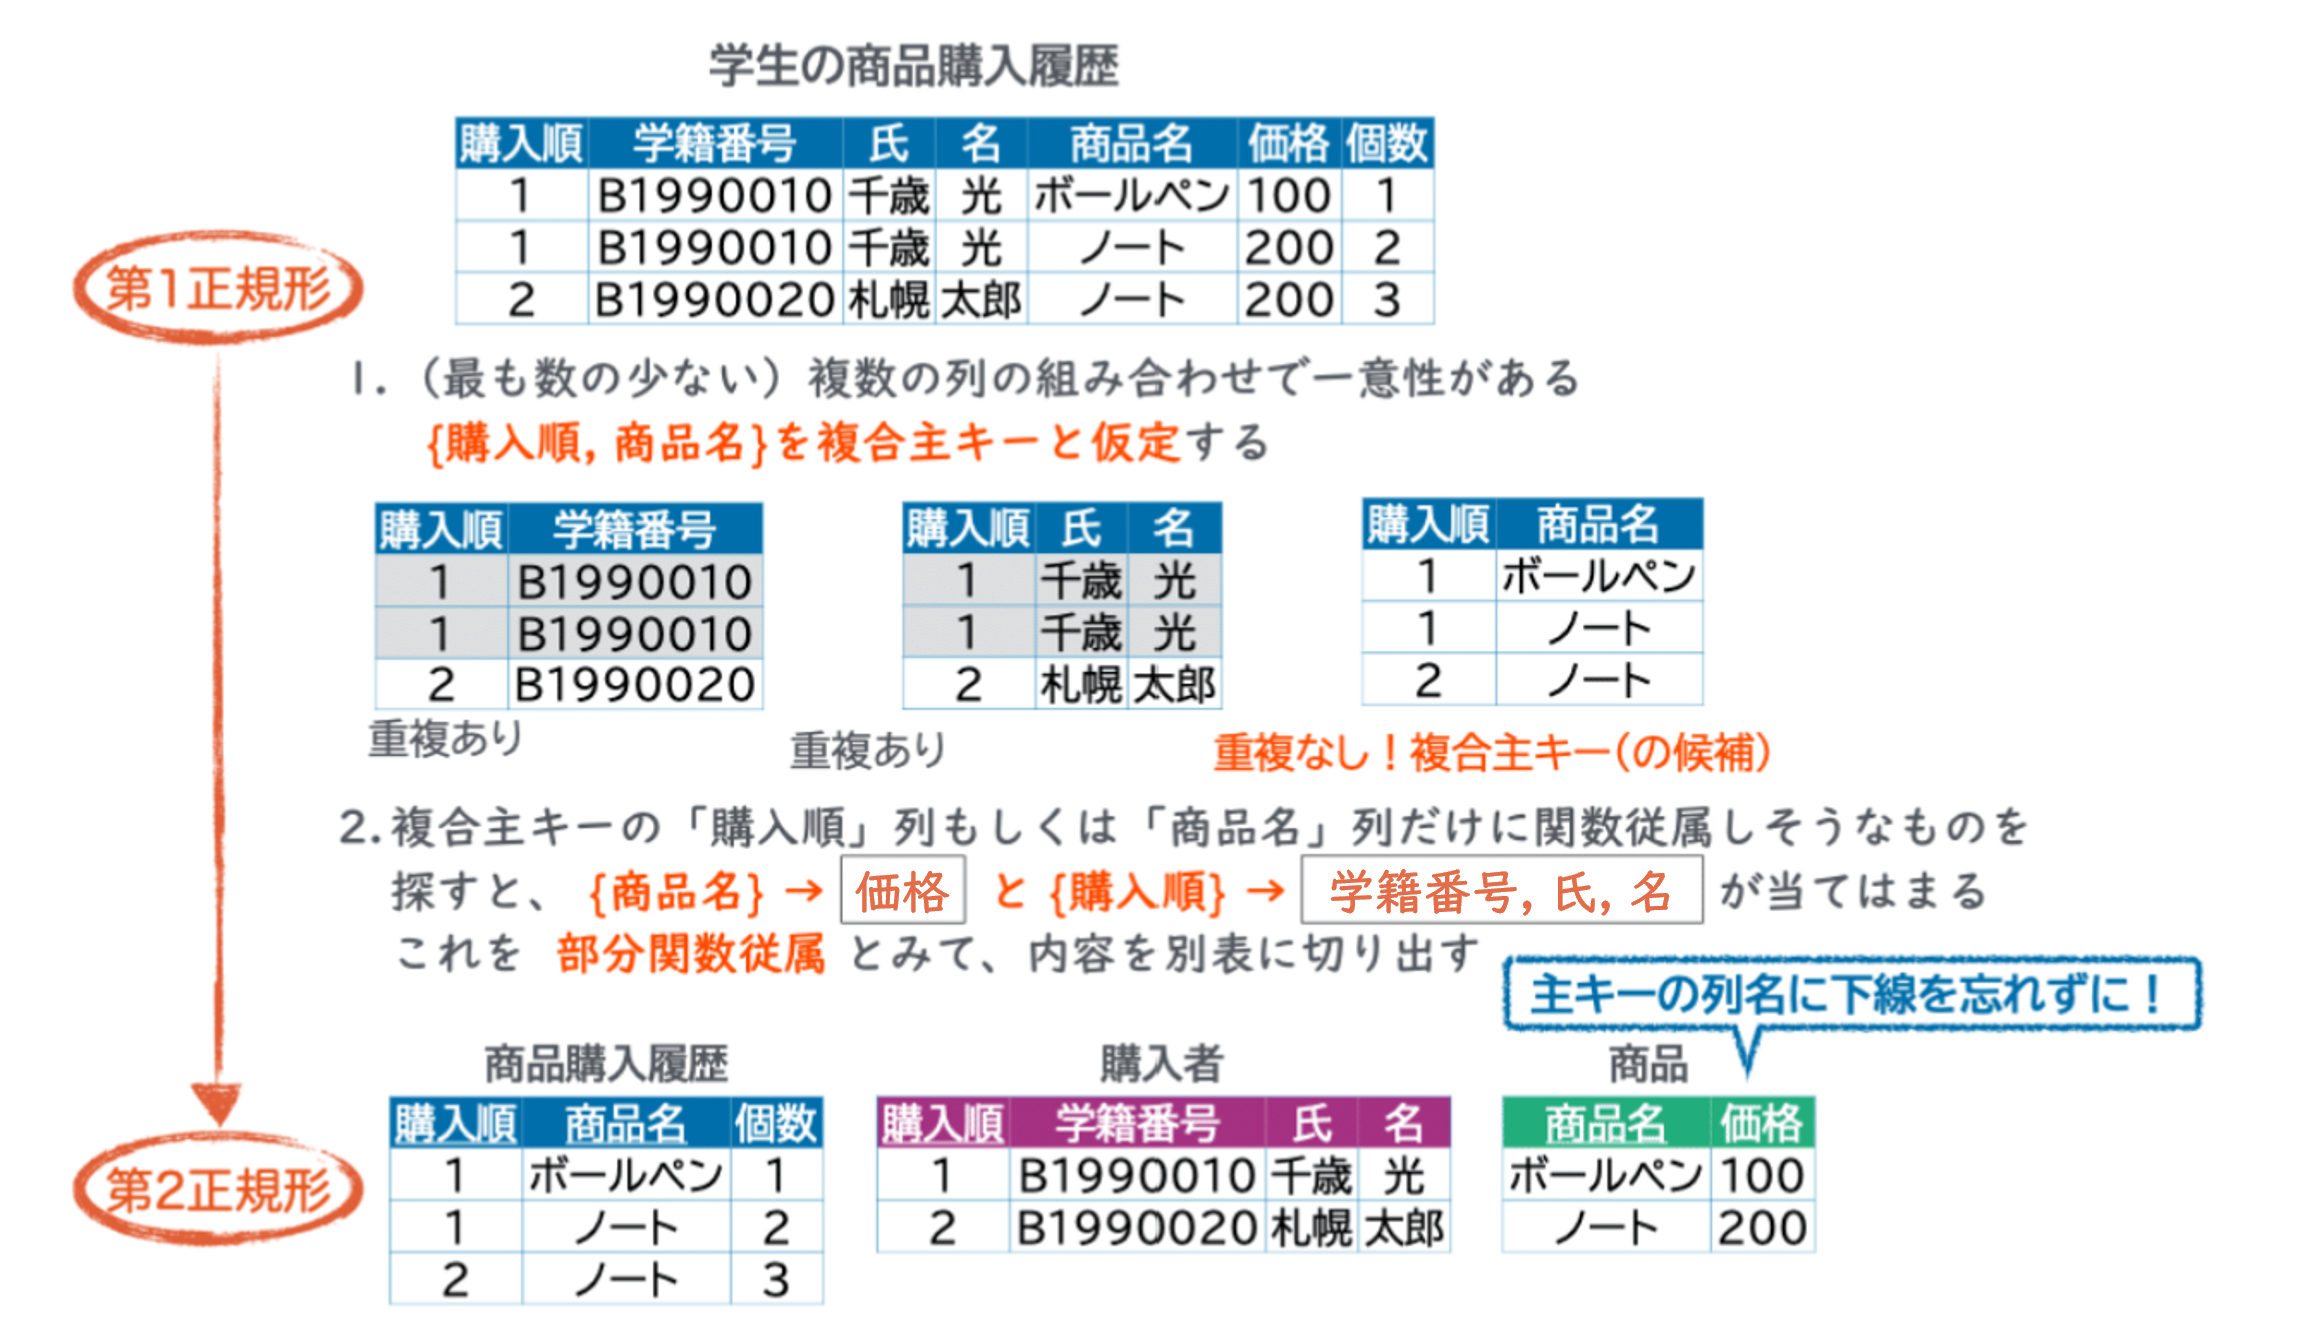 学生の商品購入履歴
購入順 学籍番号 氏 名 商品名 価格 個数
1 B1990010 千歳 光 ボールペン 100 1
1 B1990010 千歳 光 ノート 200 2
2 B1990020 札幌 太郎 ノート 200 3
第1正規形
1.（最も数の少ない）複数の列の組み合わせで一意性がある
{購入順, 商品名}を複合主キーと仮定する
購入順 学籍番号
1 B1990010
1 B1990010
2 B1990020
重複あり
購入順 氏 名
1 千歳 光
1 千歳 光
2 札幌 太郎
重複あり
購入順 商品名
1 ボールペン
1 ノート
2 ノート
重複なし！複合主キー（の候補）
2.複合主キーの「購入順」列もしくは「商品名」列だけに関数従属しそうなものを
探すと、 {商品名} → 価格 と {購入順} → 学籍番号, 氏, 名 が当てはまる
これを 部分関数従属 とみて、内容を別表に切り出す
主キーの列名に下線を忘れずに！
商品購入履歴
購入順 商品名 個数
1 ボールペン 1
1 ノート 2
2 ノート 3
購入者
購入順 学籍番号 氏 名
1 B1990010 千歳 光
2 B1990020 札幌 太郎
商品
商品名 価格
ボールペン 100
ノート 200
第2正規形